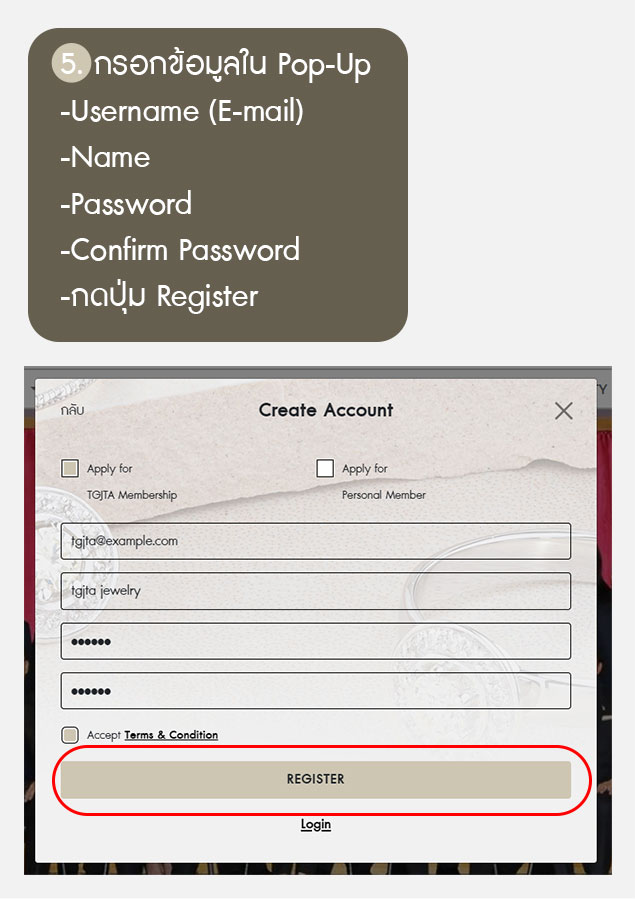 5. กรอกข้อมูลใน Pop-Up
-Username (E-mail)
-Name
-Password
-Confirm Password
-กดปุ่ม Register
TY
กลับ
Create Account
Apply for
TGJTA Membership
Apply for
Personal Member
tgjta@example.com
tgjta jewelry
••••••
••••••
Accept Terms & Condition
REGISTER
Login